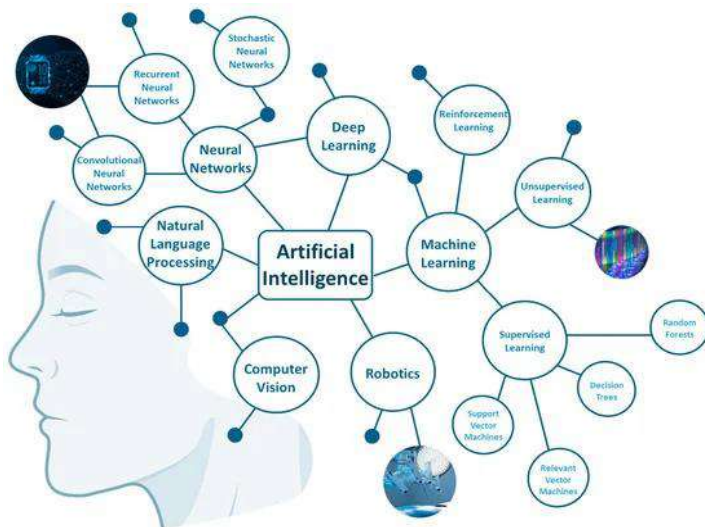 Stochastic
Neural
Networks
Recurrent
Neural
Networks
Deep
Learning
Reinforcement
Learning
Neural
Networks
Convolutional
Neural
Networks
Unsupervised
Learning
Natural
Language
Processing
Artificial
Intelligence
Machine
Learning
Supervised
Learning
Random
Forests
Computer
Vision
Robotics
Decision
Trees
Support
Vector
Machines
Relevant
Vector
Machines